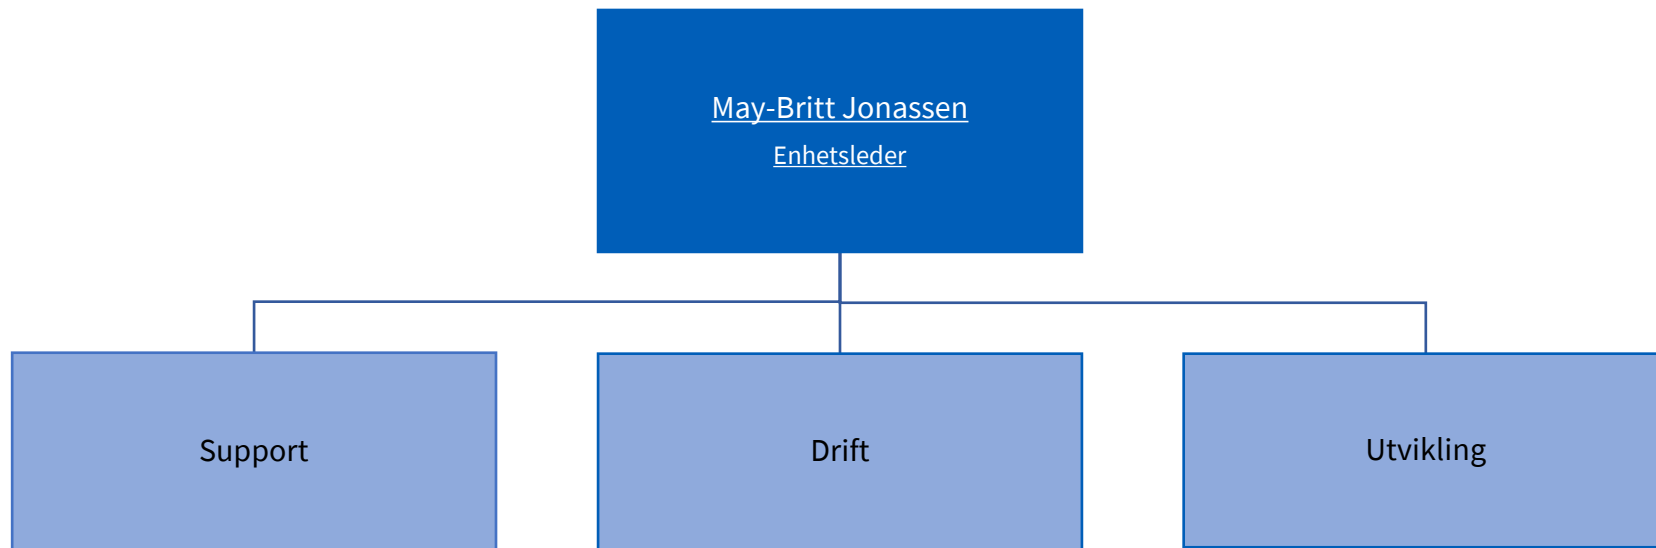 May-Britt Jonassen
Enhetsleder
Support
Drift
Utvikling